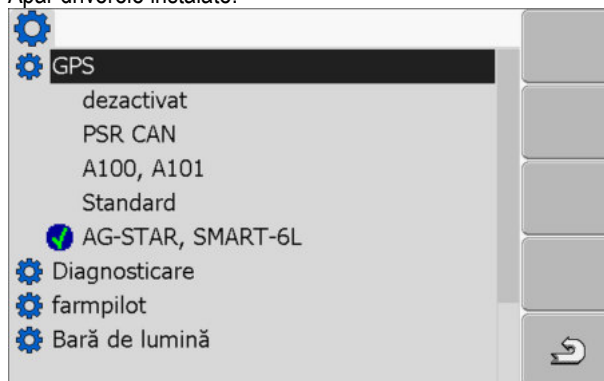 Apar driverele instalate.
GPS
dezactivat
PSR CAN
A100, A101
Standard
AG-STAR, SMART-6L
Diagnosticare
farmpilot
Bară de lumină